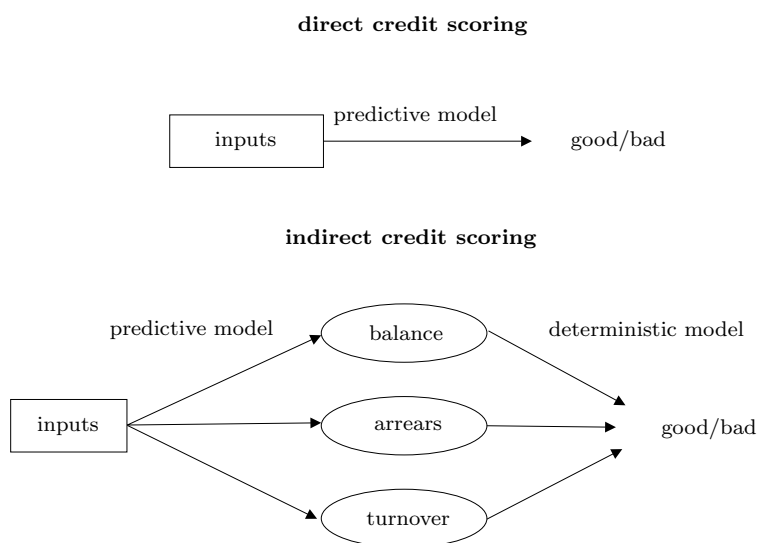 direct credit scoring
predictive model
inputs
good/bad
indirect credit scoring
predictive model
balance
deterministic model
inputs
arrears
good/bad
turnover